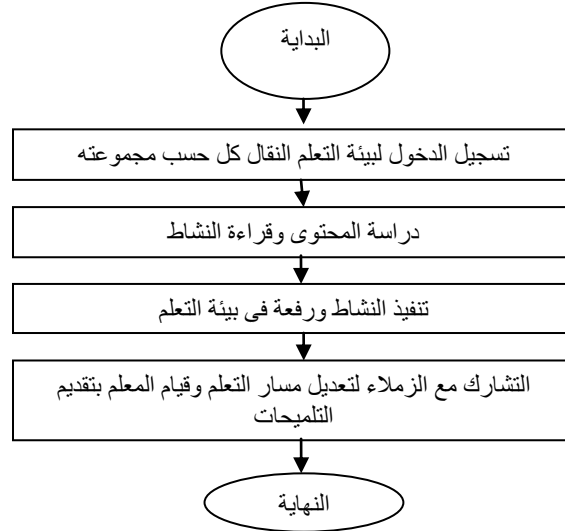 البداية
تسجيل الدخول لبيئة التعلم النقال كل حسب مجموعته
دراسة المحتوى وقراءة النشاط
تنفيذ النشاط ورفعة فى بيئة التعلم
التشارك مع الزملاء لتعديل مسار التعلم وقيام المعلم بتقديم
التلميحات
النهاية